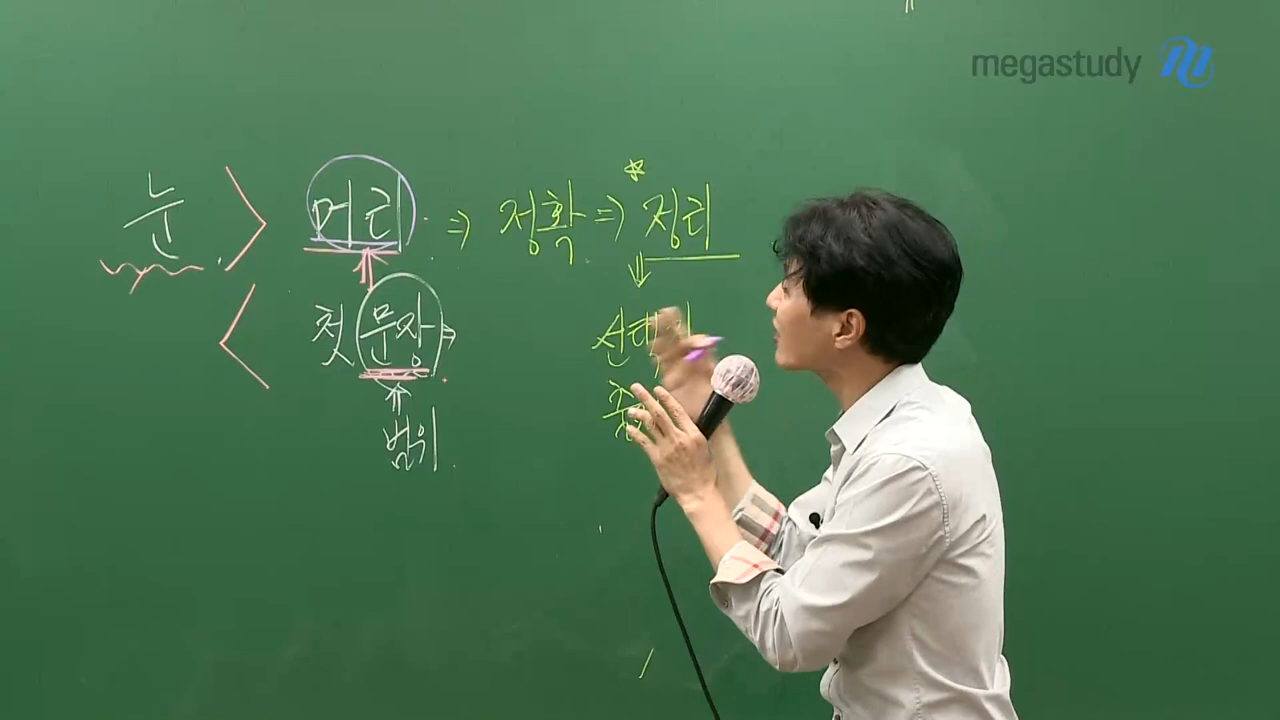 megastudy
눈 > 머리 ⇒ 정확 ⇒ 정리
< 첫 문장 ⇒
범위